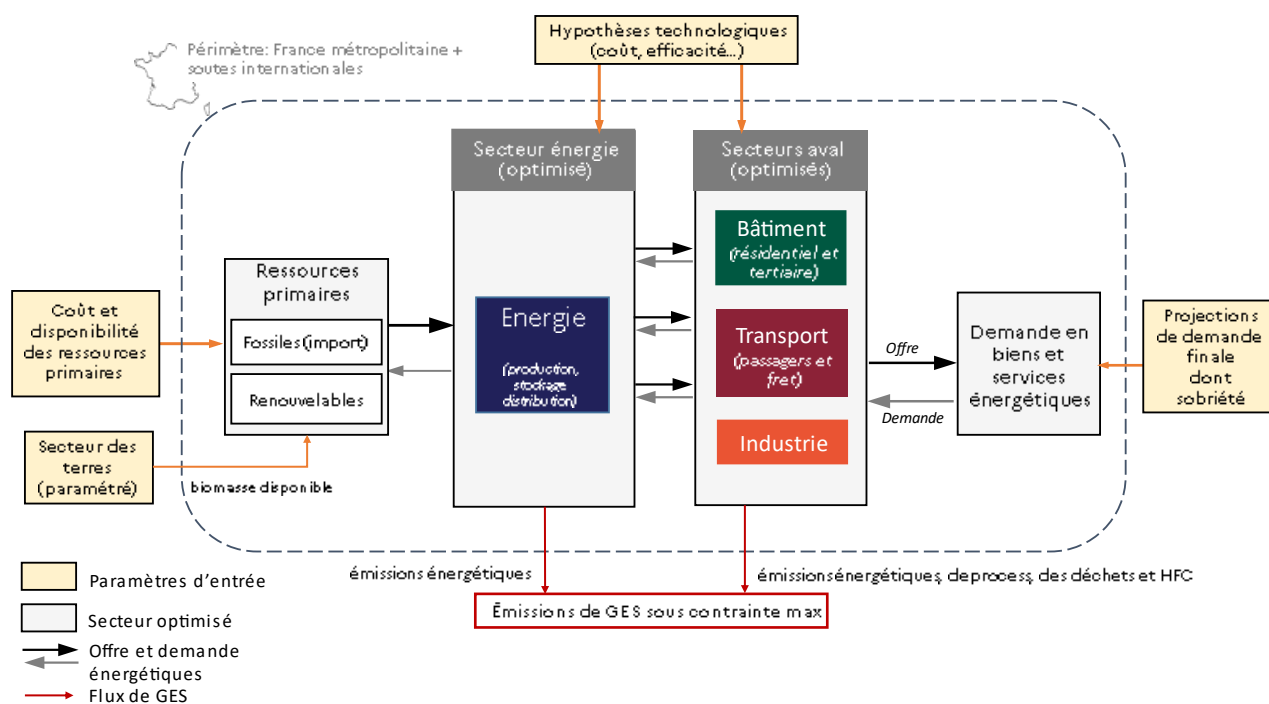 Hypothèses technologiques
(coût, efficacité...)
Périmètre: France métropolitaine +
soutes internationales
Secteur énergie
(optimisé)
Secteurs aval
(optimisés)
Bâtiment
(résidentiel et
tertiaire)
Ressources
primaires
Fossiles (import)
Renouvelables
Energie
(production,
stockage
distribution)
Transport
(passagers et
fret)
Industrie
Offre
Demande
Demande en
biens et
services
énergétiques
Coût et
disponibilité
des ressources
primaires
Projections
de demande
finale
dont
sobriété
Secteur des
terres
(paramétré)
biomasse disponible
émissions énergétiques
émissions énergétiques, de process, des déchets et HFC
Émissions de GES sous contrainte max
Paramètres d'entrée
Secteur optimisé
Offre et demande
énergétiques
Flux de GES